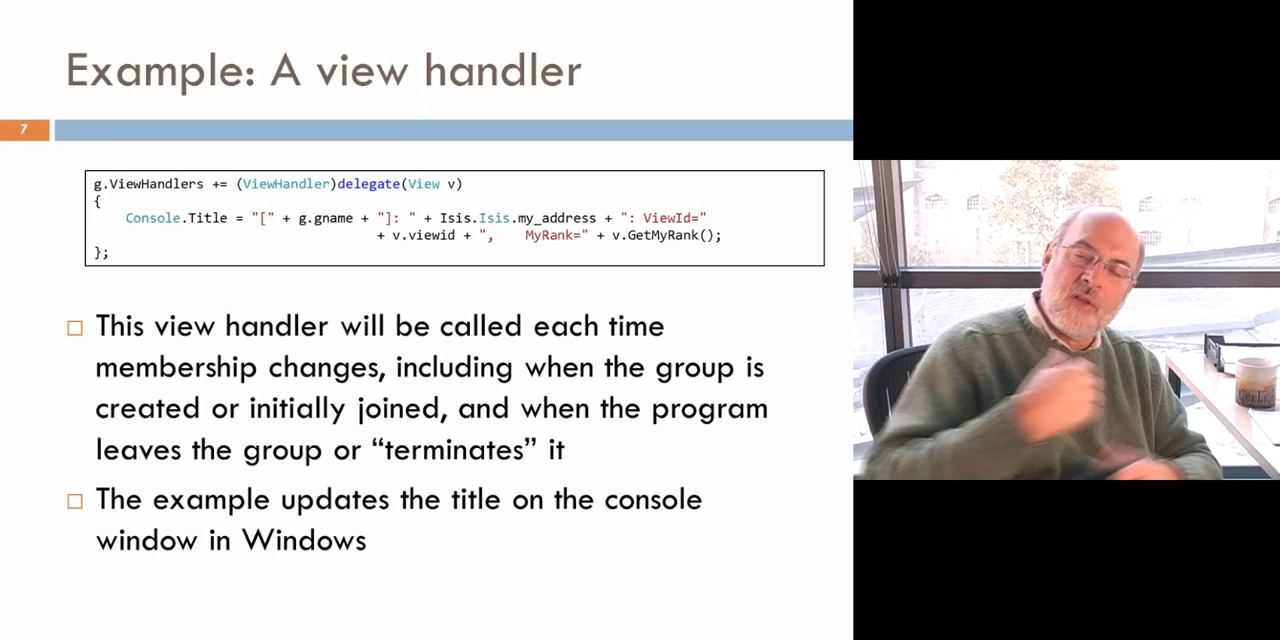 Example: A view handler
7
g.ViewHandlers += (ViewHandler)delegate(View v)
{
Console.Title = "[" + g.gname + "]: " + Isis.Isis.my_address + ": ViewId="
+ v.viewid + ", MyRank=" + v.GetMyRank();
};
This view handler will be called each time
membership changes, including when the group is
created or initially joined, and when the program
leaves the group or “terminates” it
The example updates the title on the console
window in Windows